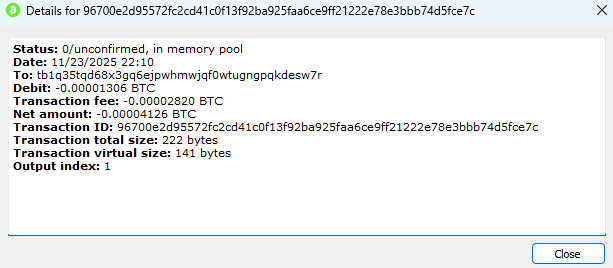 Details for 96700e2d95572fc2cd41c0f13f92ba925faa6ce9ff21222e78e3bbb74d5fce7c
Status: 0/unconfirmed, in memory pool
Date: 11/23/2025 22:10
To: tb1q35tqd68x3gq6ejpwhmwjqf0wtugngpqkdesw7r
Debit: -0.00001306 BTC
Transaction fee: -0.00002820 BTC
Net amount: -0.00004126 BTC
Transaction ID: 96700e2d95572fc2cd41c0f13f92ba925faa6ce9ff21222e78e3bbb74d5fce7c
Transaction total size: 222 bytes
Transaction virtual size: 141 bytes
Output index: 1
Close